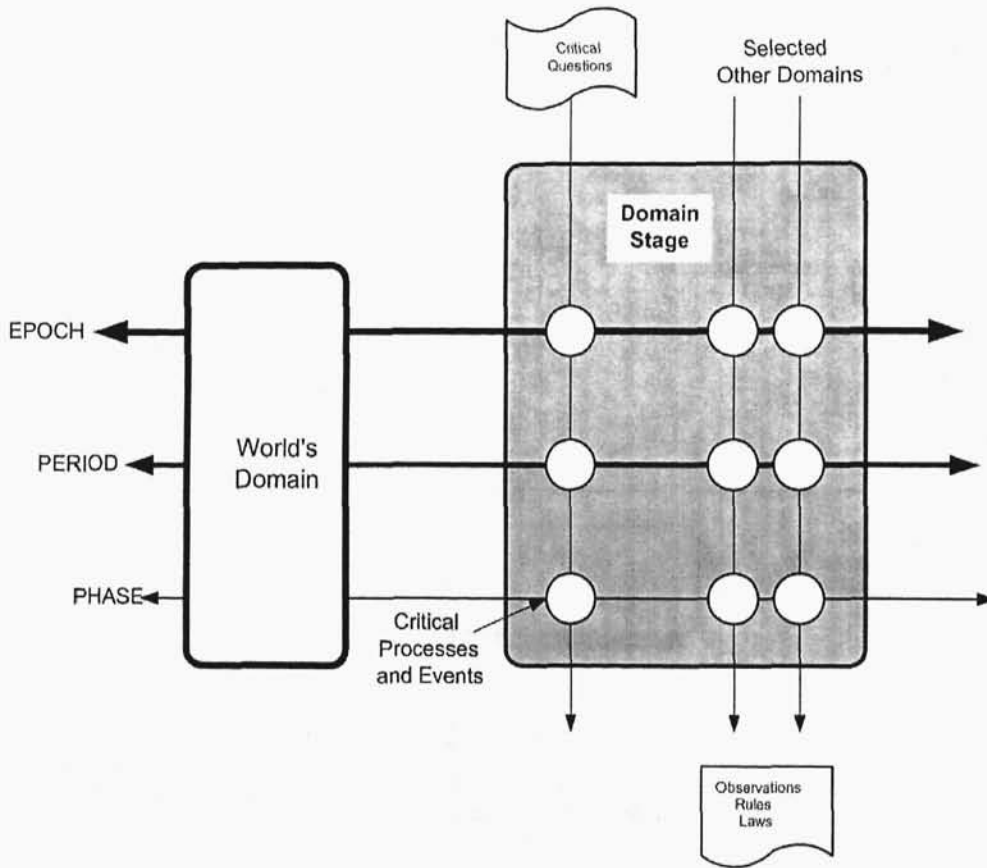 Critical
Questions
Selected
Other Domains
Domain
Stage
EPOCH
World's
Domain
PERIOD
PHASE
Critical
Processes
and Events
Observations
Rules
Laws